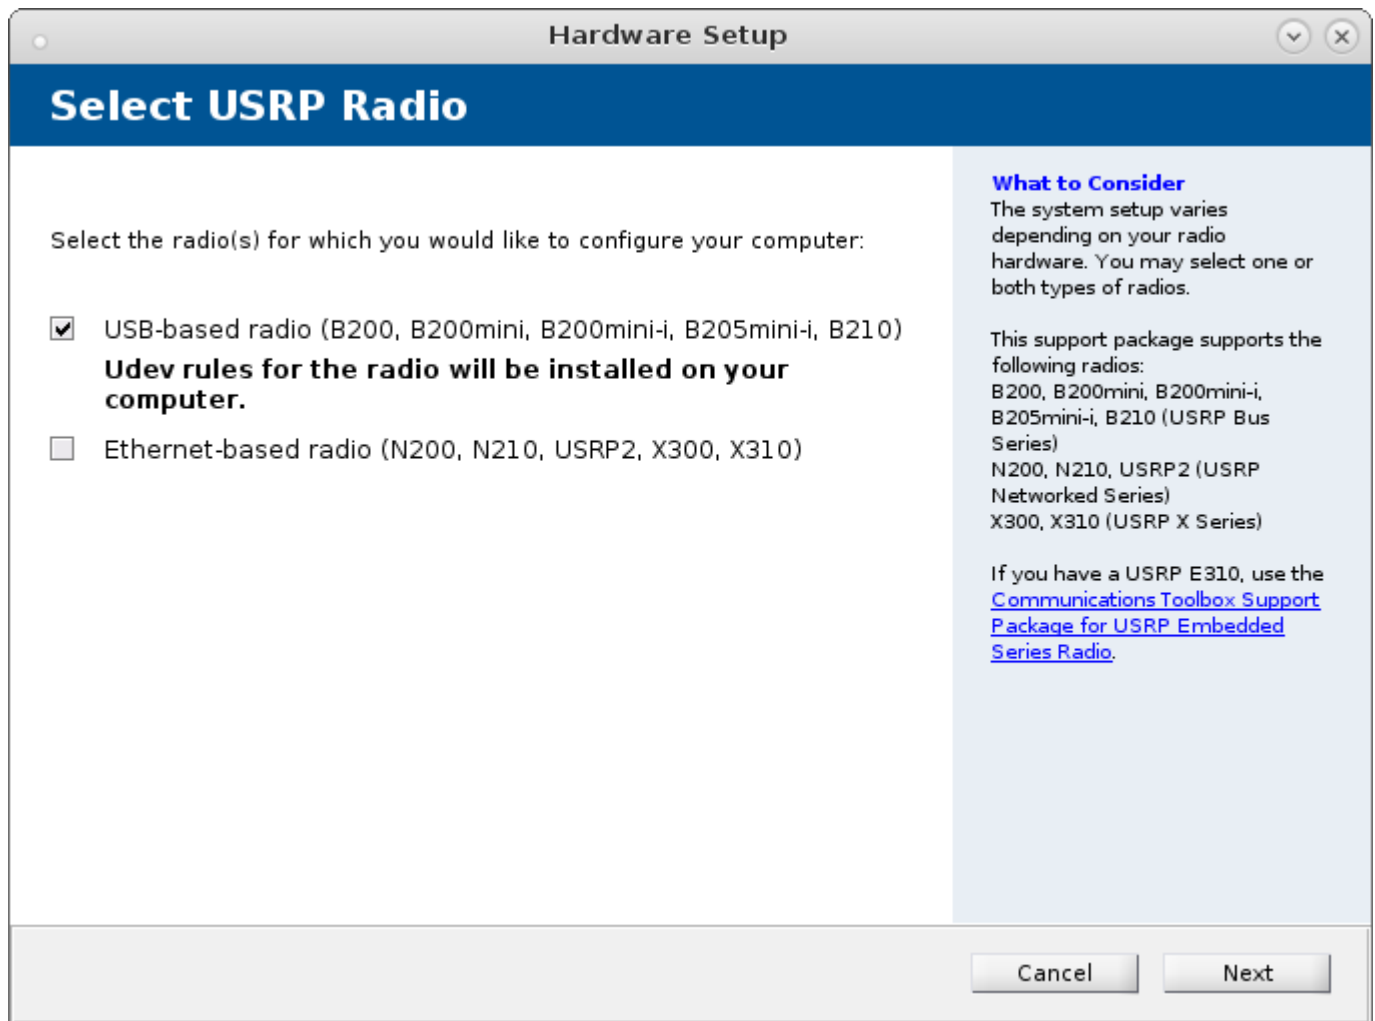 Hardware Setup
Select USRP Radio
Select the radio(s) for which you would like to configure your computer:
USB-based radio (B200, B200mini, B200mini-i, B205mini-i, B210)
Udev rules for the radio will be installed on your
computer.
Ethernet-based radio (N200, N210, USRP2, X300, X310)
What to Consider
The system setup varies
depending on your radio
hardware. You may select one or
both types of radios.
This support package supports the
following radios:
B200, B200mini, B200mini-i,
B205mini-i, B210 (USRP Bus
Series)
N200, N210, USRP2 (USRP
Networked Series)
X300, X310 (USRP X Series)
If you have a USRP E310, use the
Communications Toolbox Support
Package for USRP Embedded
Series Radio.
Cancel
Next